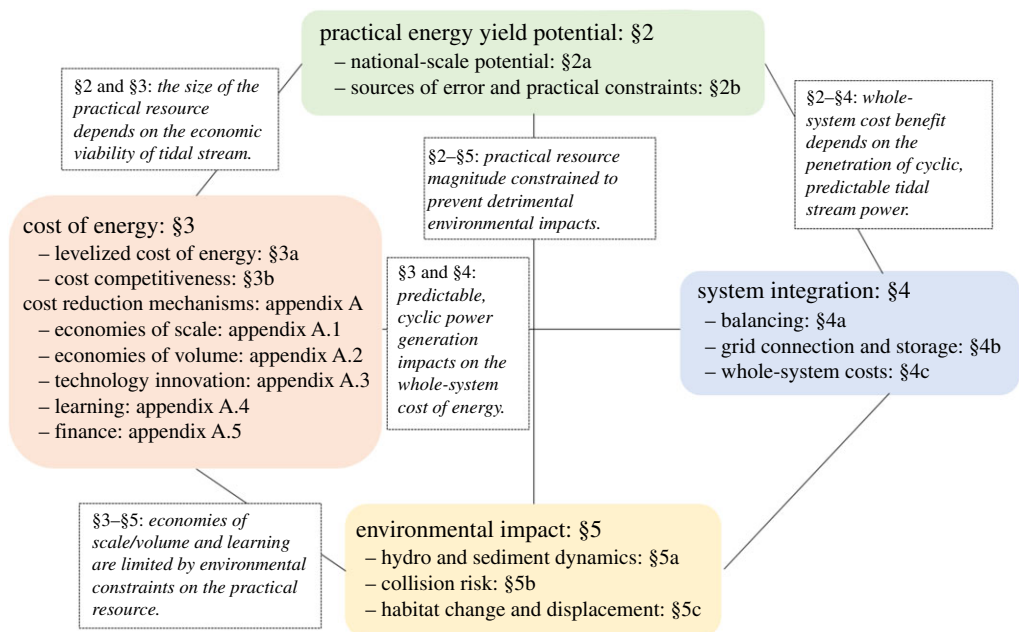 practical energy yield potential: §2
– national-scale potential: §2a
– sources of error and practical constraints: §2b
§2 and §3: the size of the
practical resource
depends on the economic
viability of tidal stream.
§2–§5: practical resource
magnitude constrained to
prevent detrimental
environmental impacts.
§2–§4: whole-
system cost benefit
depends on the
penetration of cyclic,
predictable tidal
stream power.
cost of energy: §3
– levelized cost of energy: §3a
– cost competitiveness: §3b
cost reduction mechanisms: appendix A
– economies of scale: appendix A.1
– economies of volume: appendix A.2
– technology innovation: appendix A.3
– learning: appendix A.4
– finance: appendix A.5
§3 and §4:
predictable,
cyclic power
generation
impacts on the
whole-system
cost of energy.
system integration: §4
– balancing: §4a
– grid connection and storage: §4b
– whole-system costs: §4c
§3–§5: economies of
scale/volume and learning
are limited by environmental
constraints on the practical
resource.
environmental impact: §5
– hydro and sediment dynamics: §5a
– collision risk: §5b
– habitat change and displacement: §5c